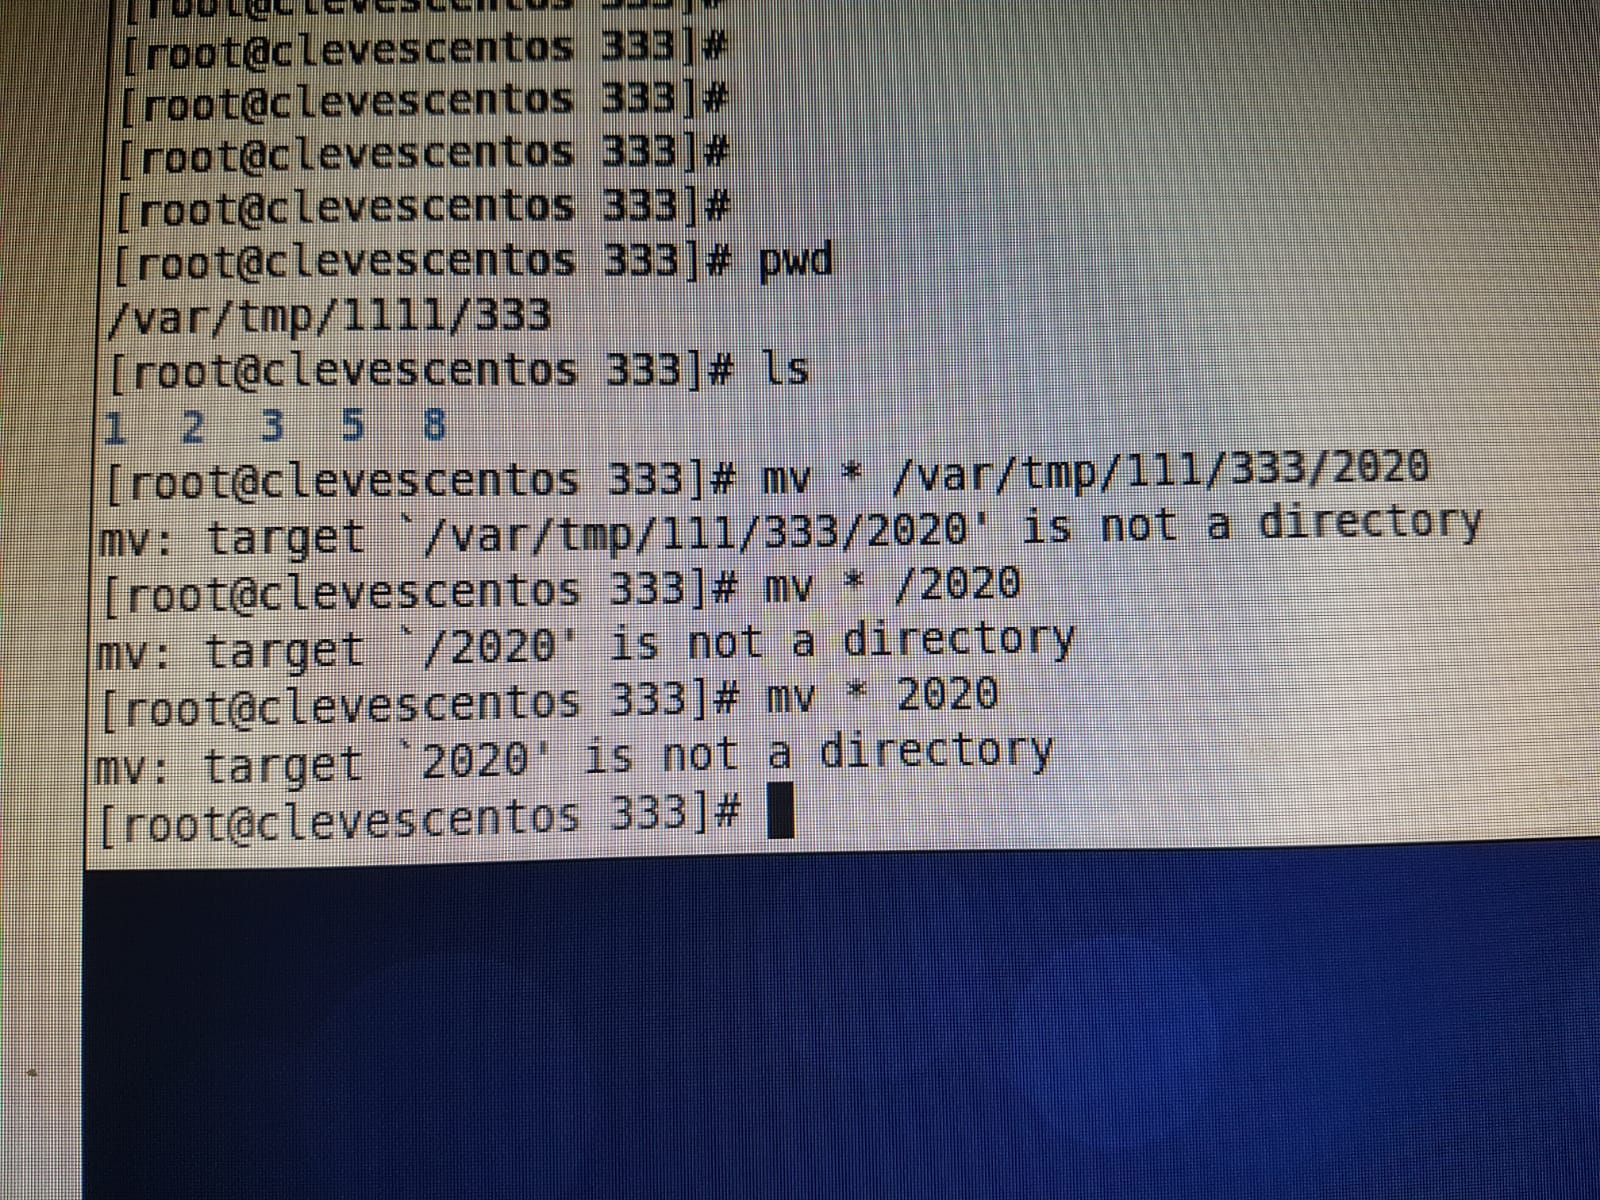 [root@clevescentos 333]#
[root@clevescentos 333]#
[root@clevescentos 333]#
[root@clevescentos 333]#
[root@clevescentos 333]#
[root@clevescentos 333]# pwd
/var/tmp/1111/333
[root@clevescentos 333]# ls
1 2 3 5 8
[root@clevescentos 333]# mv * /var/tmp/111/333/2020
mv: target `/var/tmp/111/333/2020' is not a directory
[root@clevescentos 333]# mv * /2020
mv: target `/2020' is not a directory
[root@clevescentos 333]# mv * 2020
mv: target `2020' is not a directory
[root@clevescentos 333]#